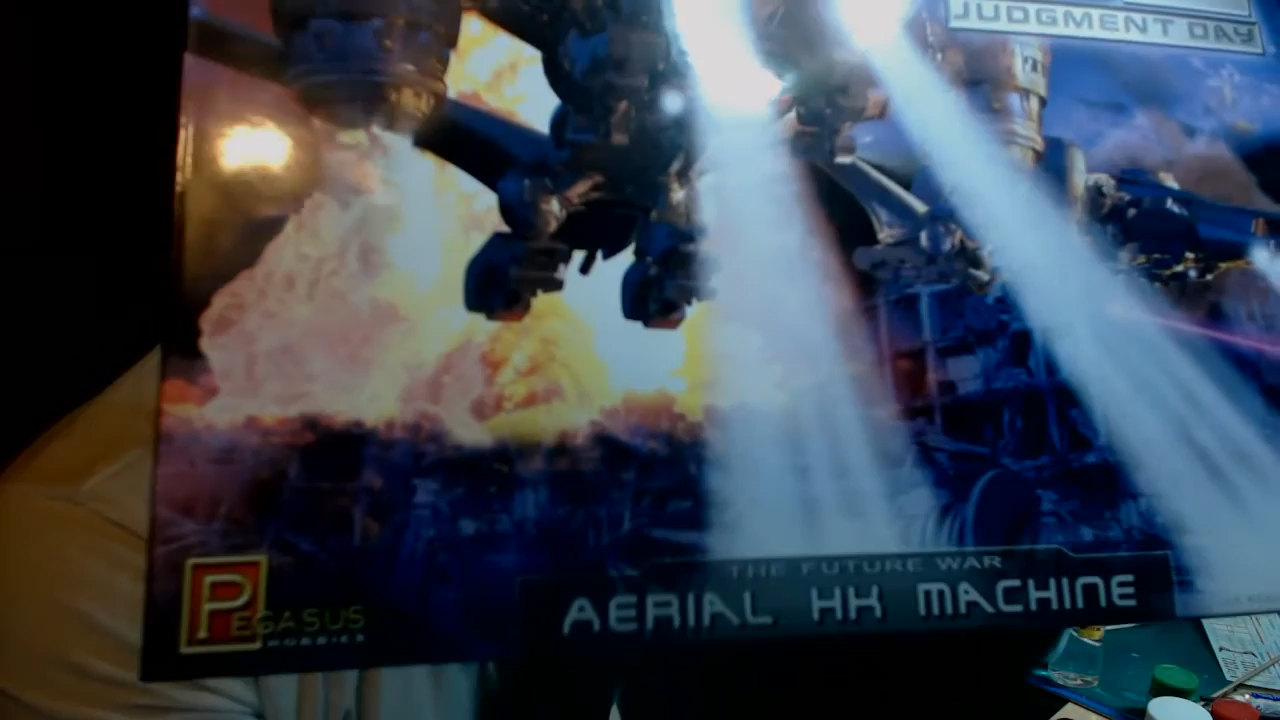 JUDGMENT DAY
THE FUTURE WAR
AERIAL HK MACHINE
PEGASUS
HOBBIES